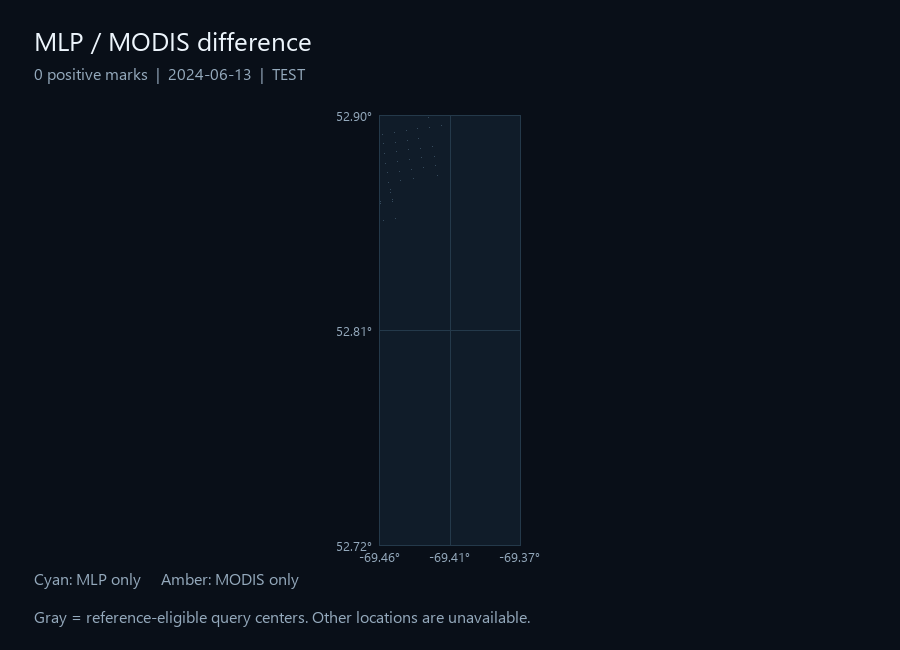 MLP / MODIS difference
0 positive marks | 2024-06-13 | TEST
52.90°
52.81°
52.72°
-69.46° -69.41° -69.37°
Cyan: MLP only Amber: MODIS only
Gray = reference-eligible query centers. Other locations are unavailable.